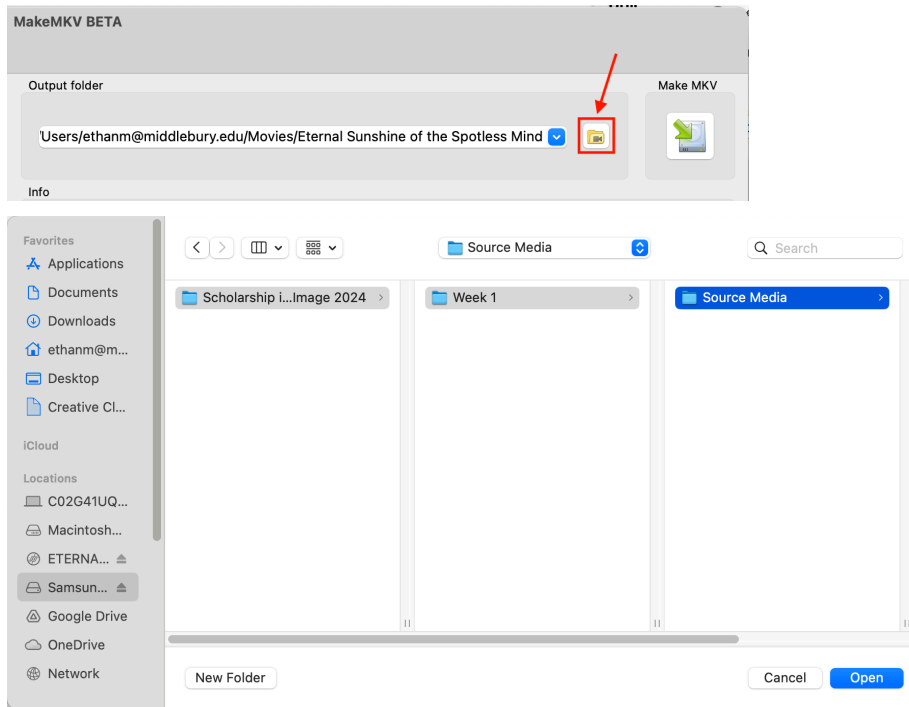 MakeMKV BETA
Output folder
Make MKV
'Users/ethanm@middlebury.edu/Movies/Eternal Sunshine of the Spotless Mind
Info
Favorites
Applications
Documents
Downloads
ethanm@m...
Desktop
Creative Cl...
iCloud
Locations
C02G41UQ...
Macintosh...
ETERNA...
Samsun...
Google Drive
OneDrive
Network
Source Media
Search
Scholarship i...Image 2024
Week 1
Source Media
New Folder
Cancel
Open